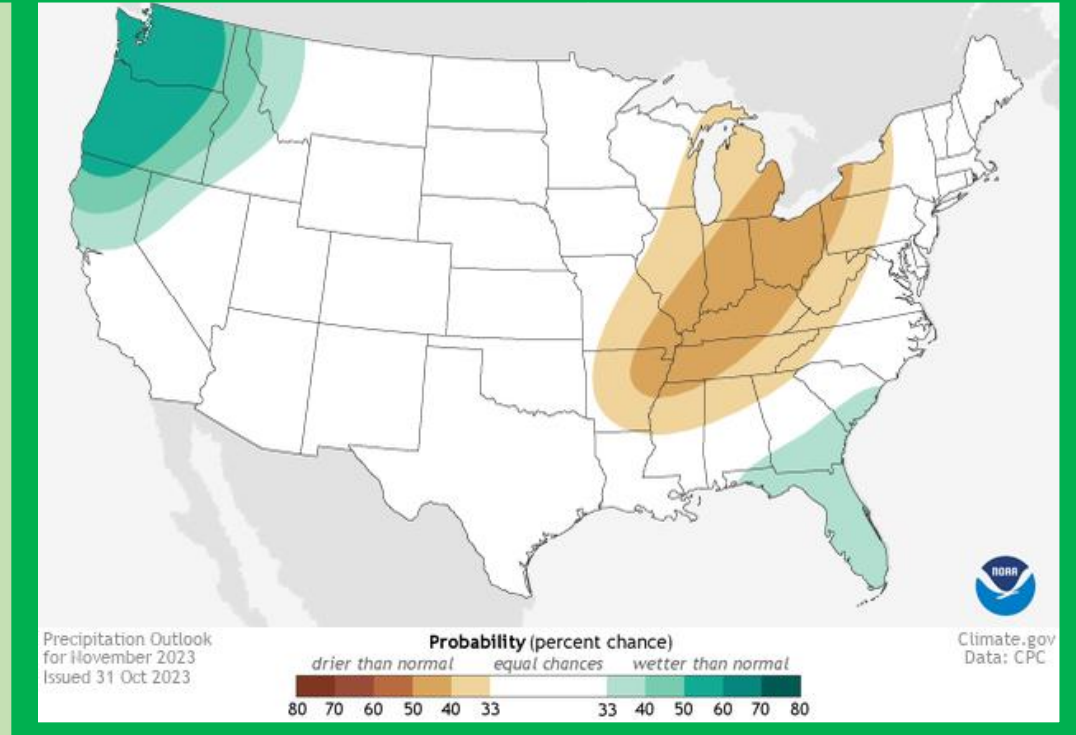 NOAA
Precipitation Outlook
for November 2023
Issued 31 Oct 2023
Probability (percent chance)
drier than normal equal chances wetter than normal
80 70 60 50 40 33 33 40 50 60 70 80
Climate.gov
Data: CPC